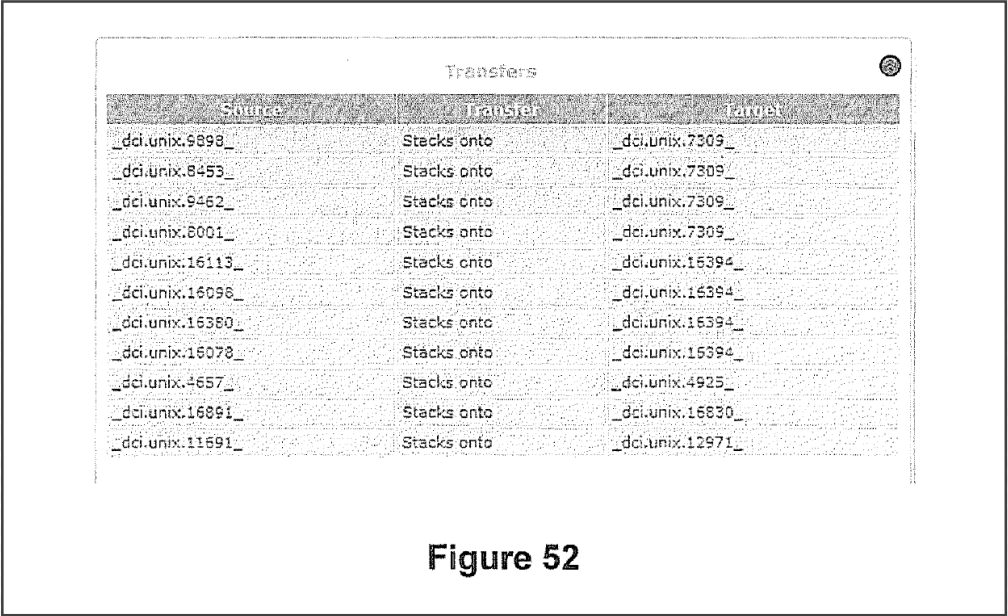 Transfers
Source Transfer Target
_dci.unix.9898_ Stacks onto _dci.unix.7309_
_dci.unix.8453_ Stacks onto _dci.unix.7309_
_dci.unix.9462_ Stacks onto _dci.unix.7309_
_dci.unix.8001_ Stacks onto _dci.unix.7309_
_dci.unix.16113_ Stacks onto _dci.unix.16394_
_dci.unix.16098_ Stacks onto _dci.unix.16394_
_dci.unix.16380_ Stacks onto _dci.unix.16394_
_dci.unix.16078_ Stacks onto _dci.unix.16394_
_dci.unix.4657_ Stacks onto _dci.unix.4925_
_dci.unix.16891_ Stacks onto _dci.unix.16830_
_dci.unix.11691_ Stacks onto _dci.unix.12971_
Figure 52